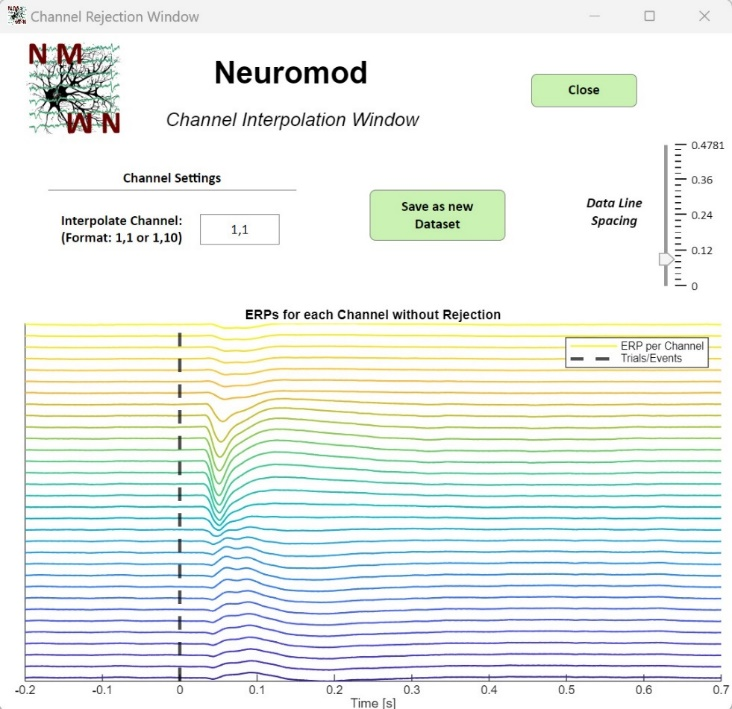 Channel Rejection Window
N M
M N
Neuromod
Channel Interpolation Window
Close
Channel Settings
Interpolate Channel:
(Format: 1,1 or 1,10)
1,1
Save as new
Dataset
Data Line
Spacing
0.4781
0.36
0.24
0.12
0
ERPs for each Channel without Rejection
ERP per Channel
Trials/Events
-0.2
-0.1
0
0.1
0.2
0.3
0.4
0.5
0.6
0.7
Time [s]